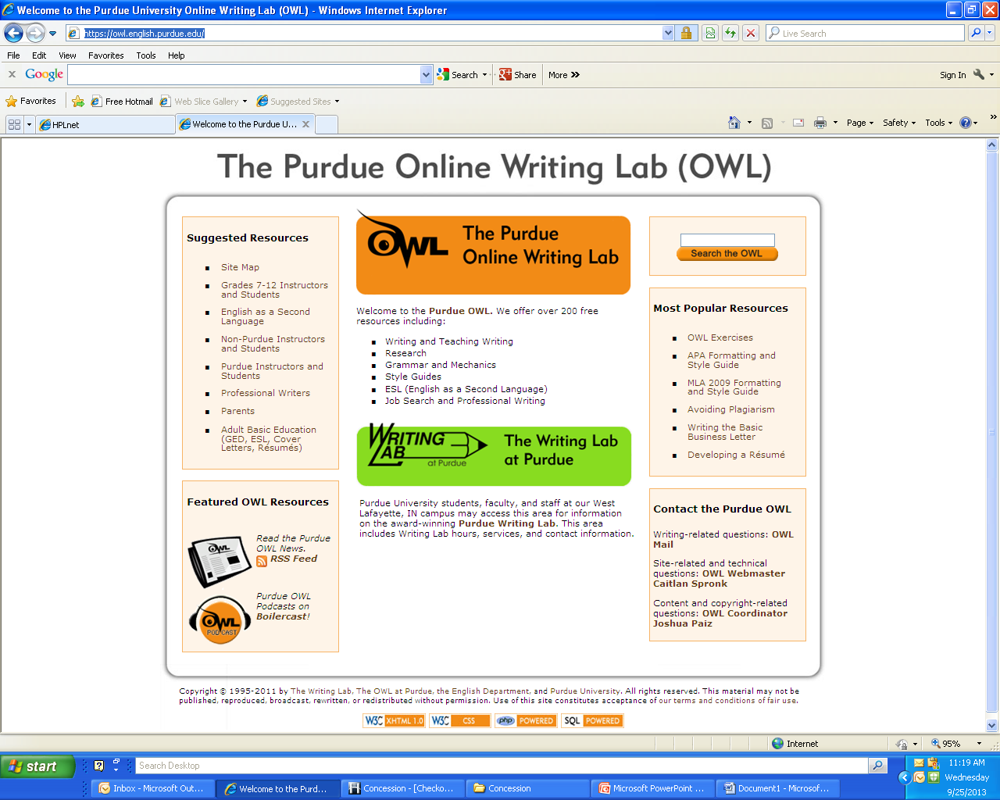 Welcome to the Purdue University Online Writing Lab (OWL) - Windows Internet Explorer
https://owl.english.purdue.edu/
Live Search
File Edit View Favorites Tools Help
x Google Search Share More » Sign In
Favorites Free Hotmail Web Slice Gallery Suggested Sites
HPLnet Welcome to the Purdue U... Page Safety Tools »
The Purdue Online Writing Lab (OWL)
Suggested Resources
Site Map
Grades 7-12 Instructors
and Students
English as a Second
Language
Non-Purdue Instructors
and Students
Purdue Instructors and
Students
Professional Writers
Parents
Adult Basic Education
(GED, ESL, Cover
Letters, Résumés)
Featured OWL Resources
OWL
Read the Purdue
OWL News.
RSS Feed
OWL
PODCAST
Purdue OWL
Podcasts on
Boilercast!
OWL
The Purdue
Online Writing Lab
Welcome to the Purdue OWL. We offer over 200 free
resources including:
Writing and Teaching Writing
Research
Grammar and Mechanics
Style Guides
ESL (English as a Second Language)
Job Search and Professional Writing
WRITING
LAB
at Purdue
The Writing Lab
at Purdue
Purdue University students, faculty, and staff at our West
Lafayette, IN campus may access this area for information
on the award-winning Purdue Writing Lab. This area
includes Writing Lab hours, services, and contact information.
Search the OWL
Most Popular Resources
OWL Exercises
APA Formatting and
Style Guide
MLA 2009 Formatting
and Style Guide
Avoiding Plagiarism
Writing the Basic
Business Letter
Developing a Résumé
Contact the Purdue OWL
Writing-related questions: OWL
Mail
Site-related and technical
questions: OWL Webmaster
Caitlan Spronk
Content and copyright-related
questions: OWL Coordinator
Joshua Paiz
Copyright © 1995-2011 by The Writing Lab, The OWL at Purdue, the English Department, and Purdue University. All rights reserved. This material may not be
published, reproduced, broadcast, rewritten, or redistributed without permission. Use of this site constitutes acceptance of our terms and conditions of fair use.
W3C XHTML 1.0 W3C CSS php POWERED SQL POWERED
Internet 95%
start Search Desktop 11:19 AM
Wednesday
Inbox - Microsoft Out... Welcome to the Purd... Concession - [Checko... Concession Microsoft PowerPoint ... Document1 - Microsof...
9/25/2013